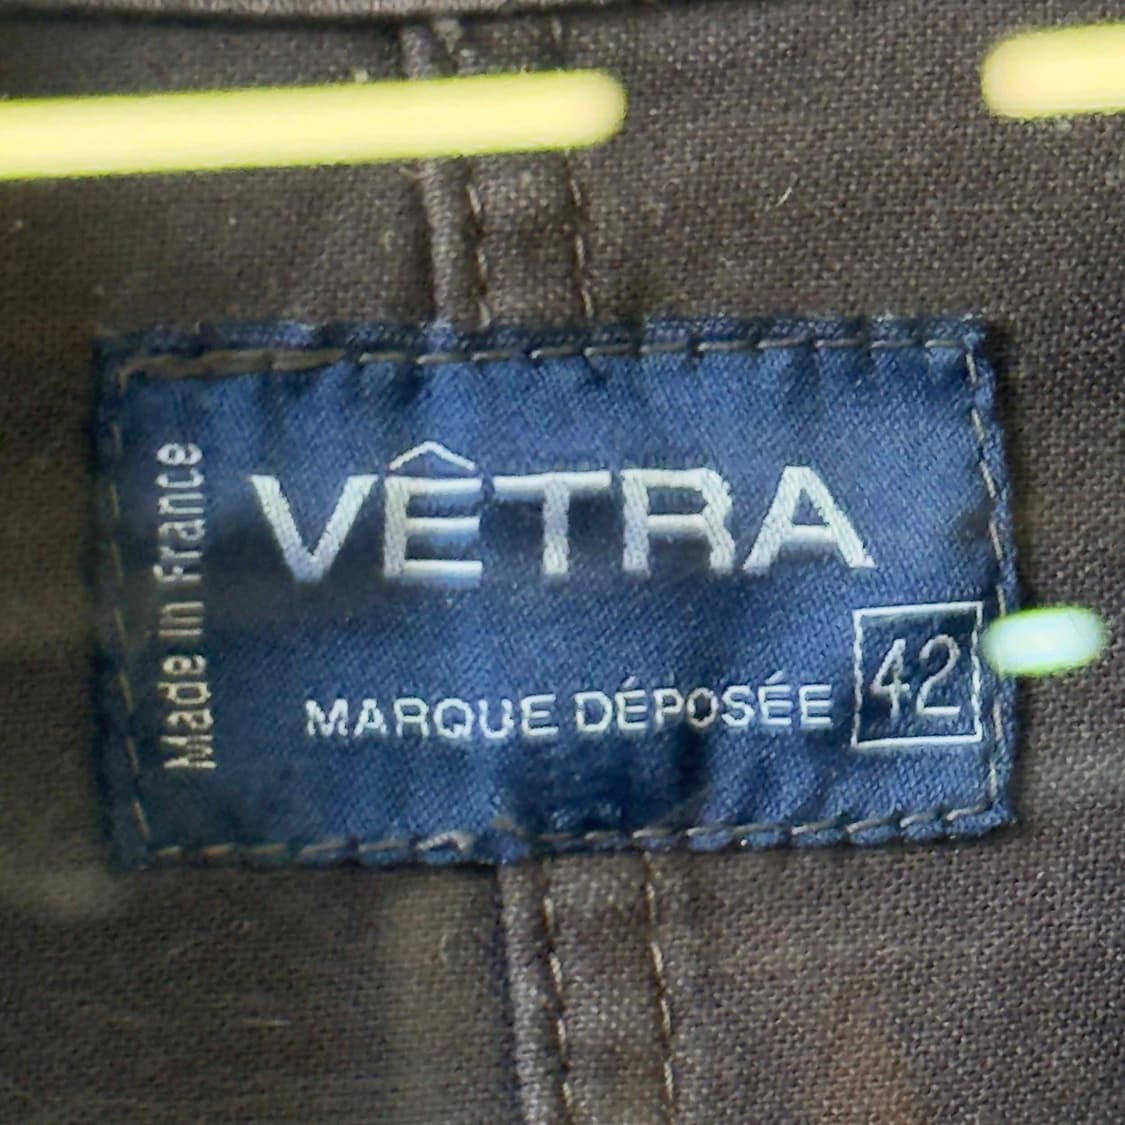 Made in France
VÊTRA
MARQUE DÉPOSÉE
42